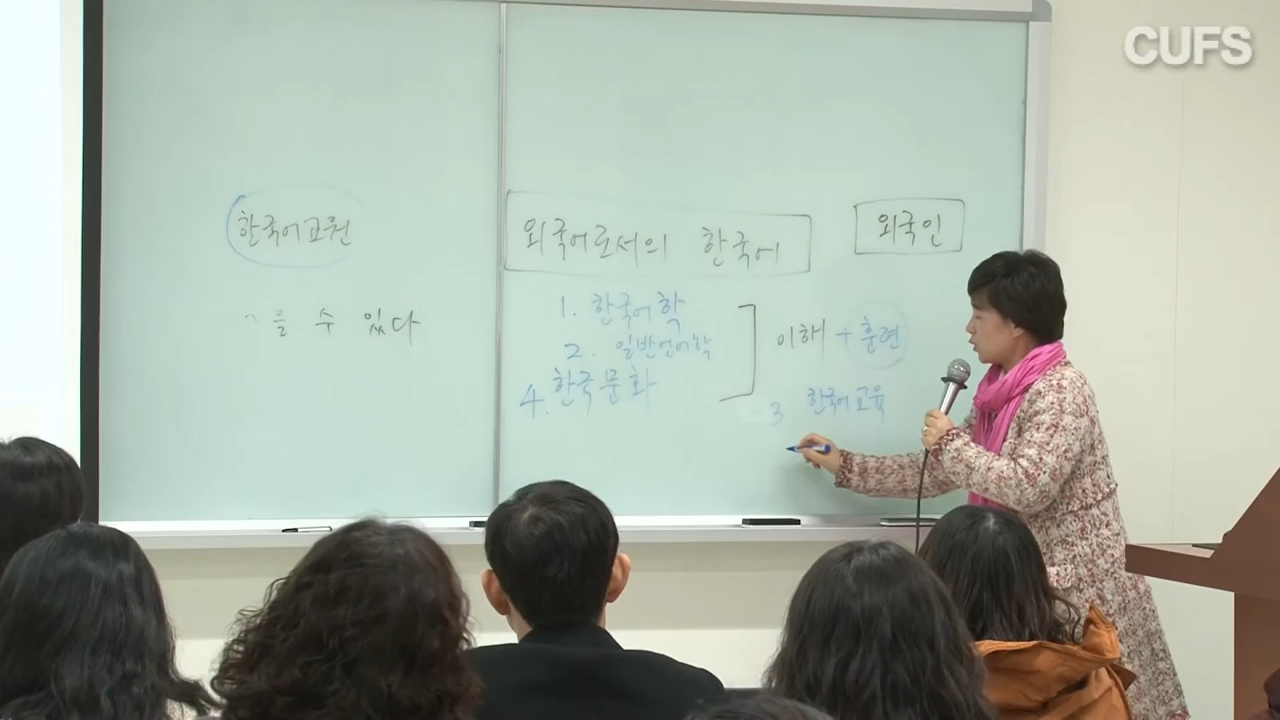 CUFS
한국어교원
외국어로서의 한국어
외국인
~을 수 있다
1. 한국어학
2. 일반언어학
4. 한국문화
이해 + 훈련
3 한국어교육